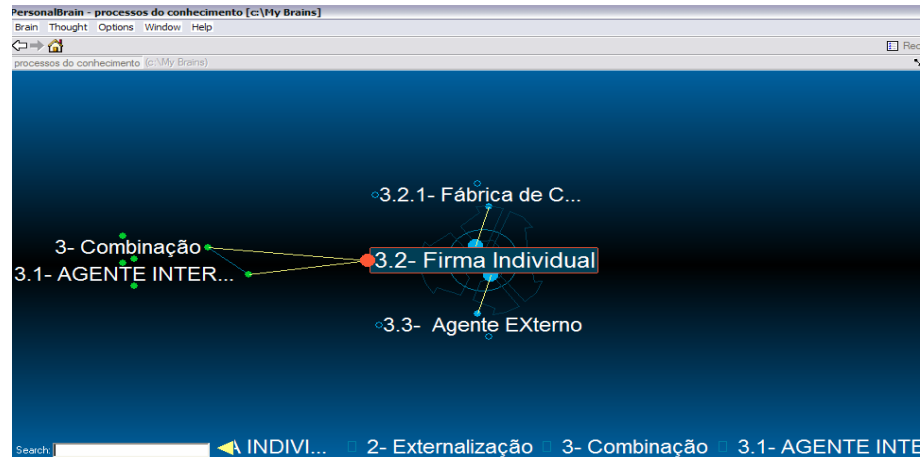 PersonalBrain - processos do conhecimento [c:\My Brains]
Brain Thought Options Window Help
Rec
processos do conhecimento (c:\My Brains)
3.2.1- Fábrica de C...
3- Combinação
3.2- Firma Individual
3.1- AGENTE INTER...
3.3- Agente EXterno
Search: A INDIVI... 2- Externalização 3- Combinação 3.1- AGENTE INTE